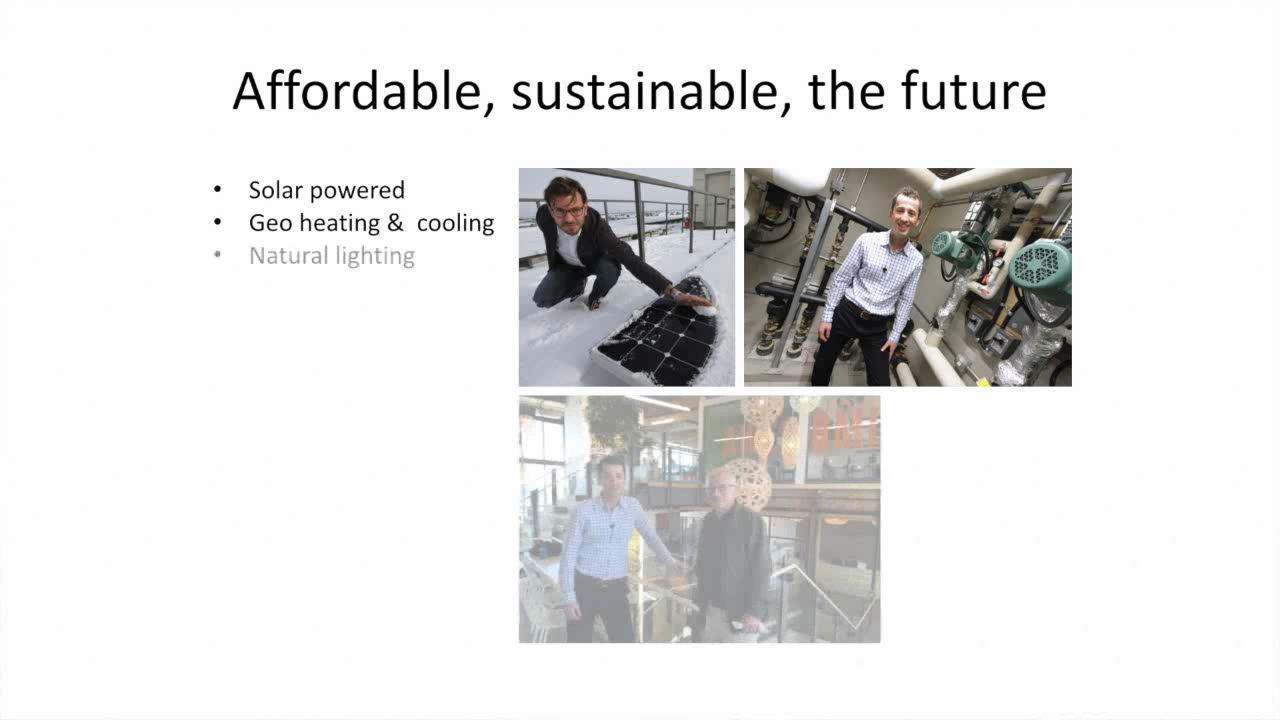 Affordable, sustainable, the future
• Solar powered
• Geo heating & cooling
• Natural lighting